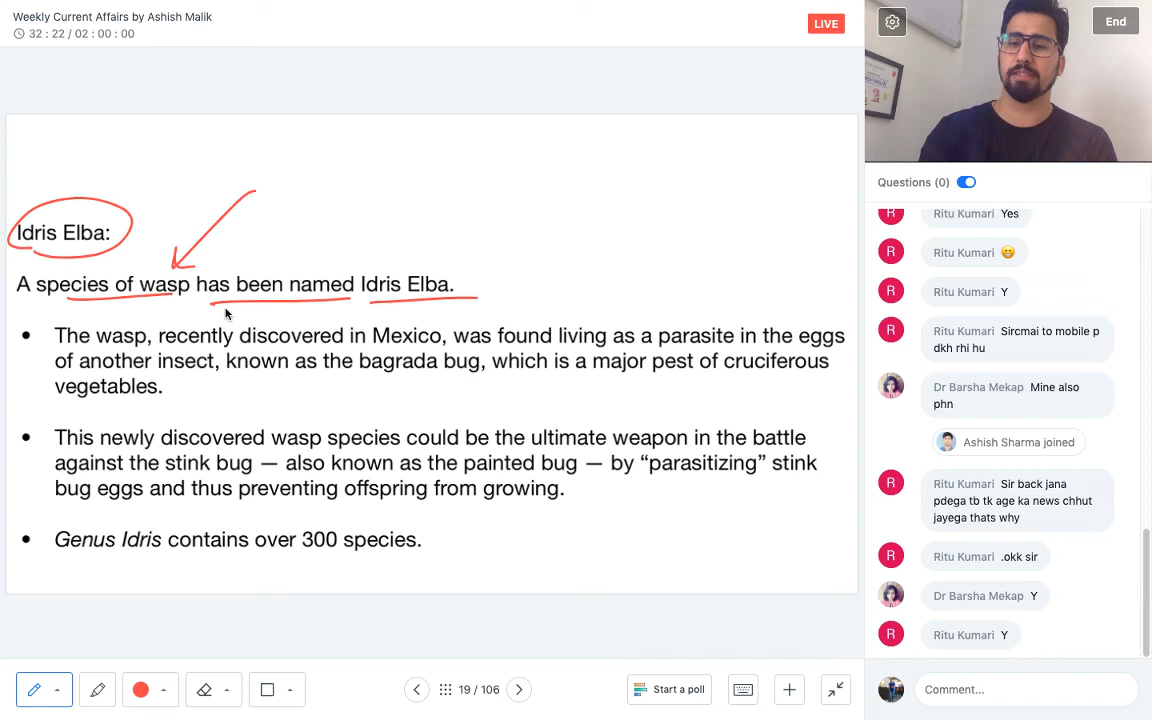 Weekly Current Affairs by Ashish Malik
32 : 22 / 02 : 00 : 00
LIVE
End
Idris Elba:
A species of wasp has been named Idris Elba.
• The wasp, recently discovered in Mexico, was found living as a parasite in the eggs
of another insect, known as the bagrada bug, which is a major pest of cruciferous
vegetables.
• This newly discovered wasp species could be the ultimate weapon in the battle
against the stink bug — also known as the painted bug — by “parasitizing” stink
bug eggs and thus preventing offspring from growing.
• Genus Idris contains over 300 species.
19 / 106
Start a poll
Questions (0)
R Ritu Kumari Yes
R Ritu Kumari 😁
R Ritu Kumari Y
R Ritu Kumari Sircmai to mobile p
dkh rhi hu
Dr Barsha Mekap Mine also
phn
Ashish Sharma joined
R Ritu Kumari Sir back jana
pdega tb tk age ka news chhut
jayega thats why
R Ritu Kumari .okk sir
Dr Barsha Mekap Y
R Ritu Kumari Y
Comment...